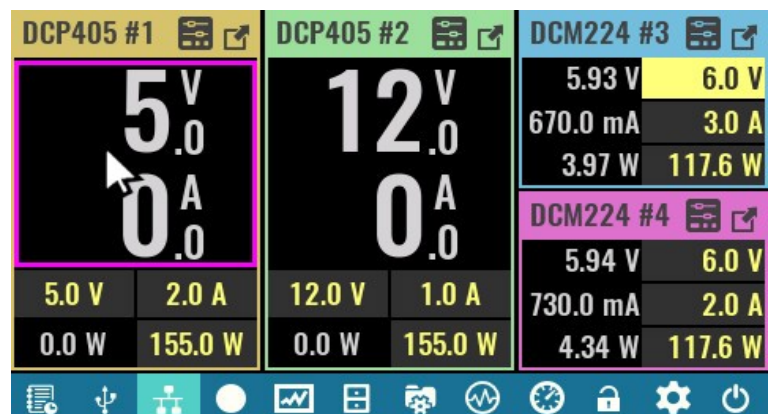 DCP405 #1
5.0 V
0.0 A
5.0 V 2.0 A
0.0 W 155.0 W
DCP405 #2
12.0 V
0.0 A
12.0 V 1.0 A
0.0 W 155.0 W
DCM224 #3
5.93 V 6.0 V
670.0 mA 3.0 A
3.97 W 117.6 W
DCM224 #4
5.94 V 6.0 V
730.0 mA 2.0 A
4.34 W 117.6 W